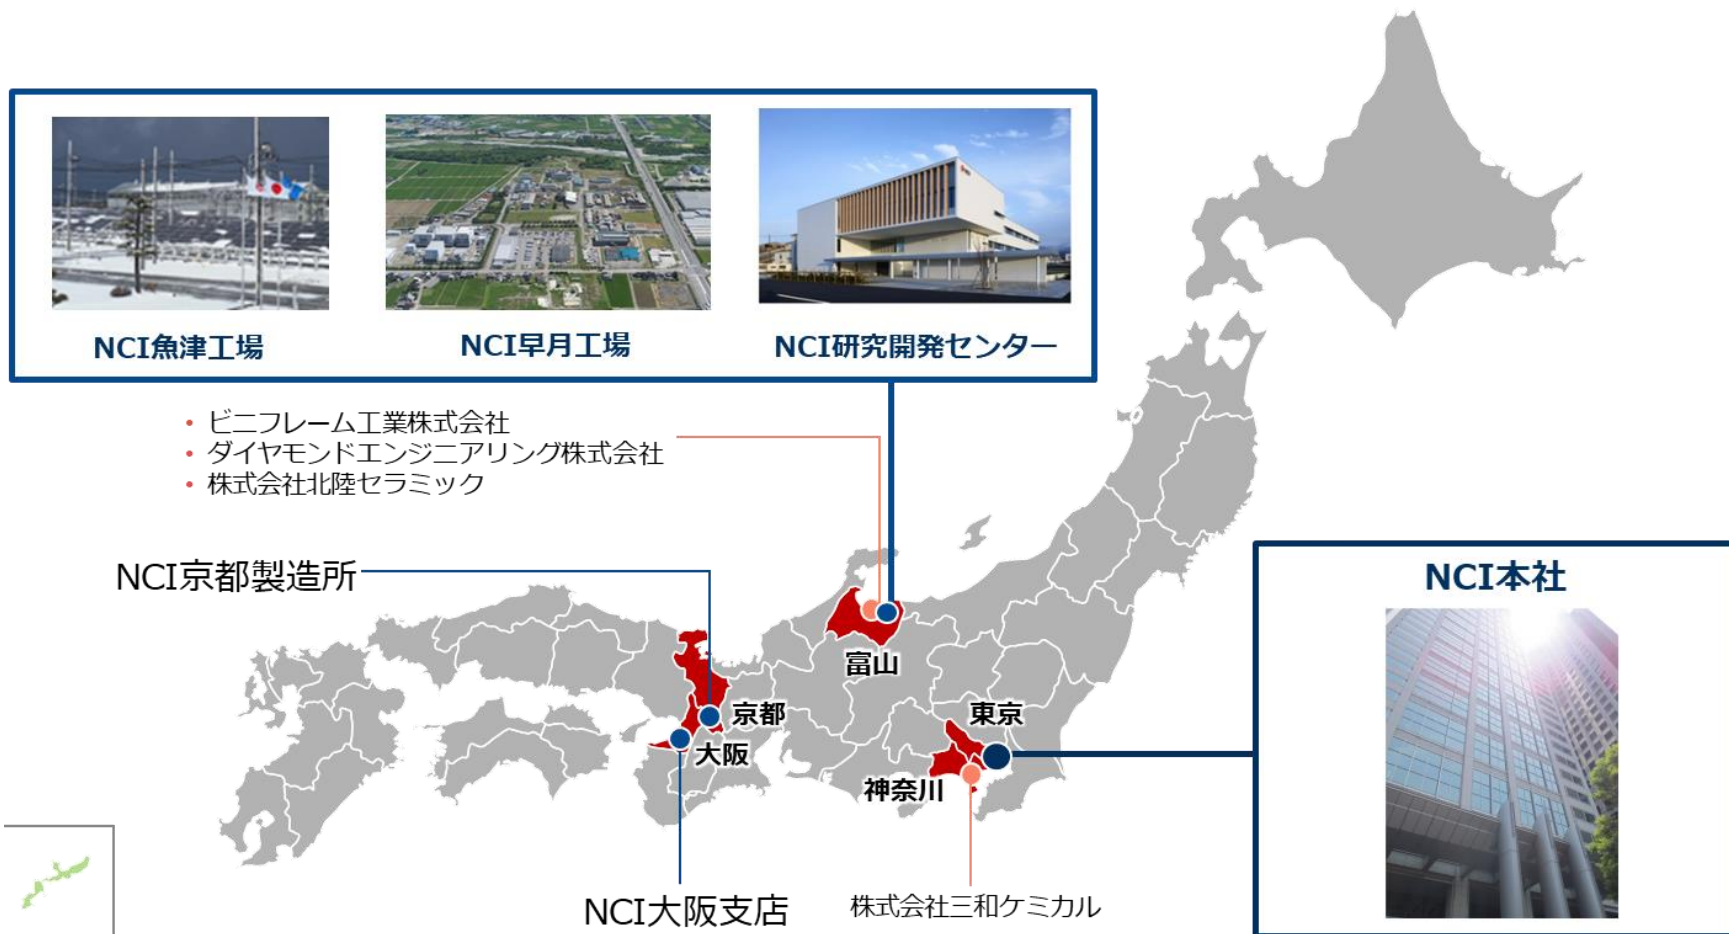 NCI魚津工場
NCI早月工場
NCI研究開発センター
• ビニフレーム工業株式会社
• ダイヤモンドエンジニアリング株式会社
• 株式会社北陸セラミック
NCI京都製造所
NCI本社
富山
京都
東京
大阪
神奈川
NCI大阪支店
株式会社三和ケミカル